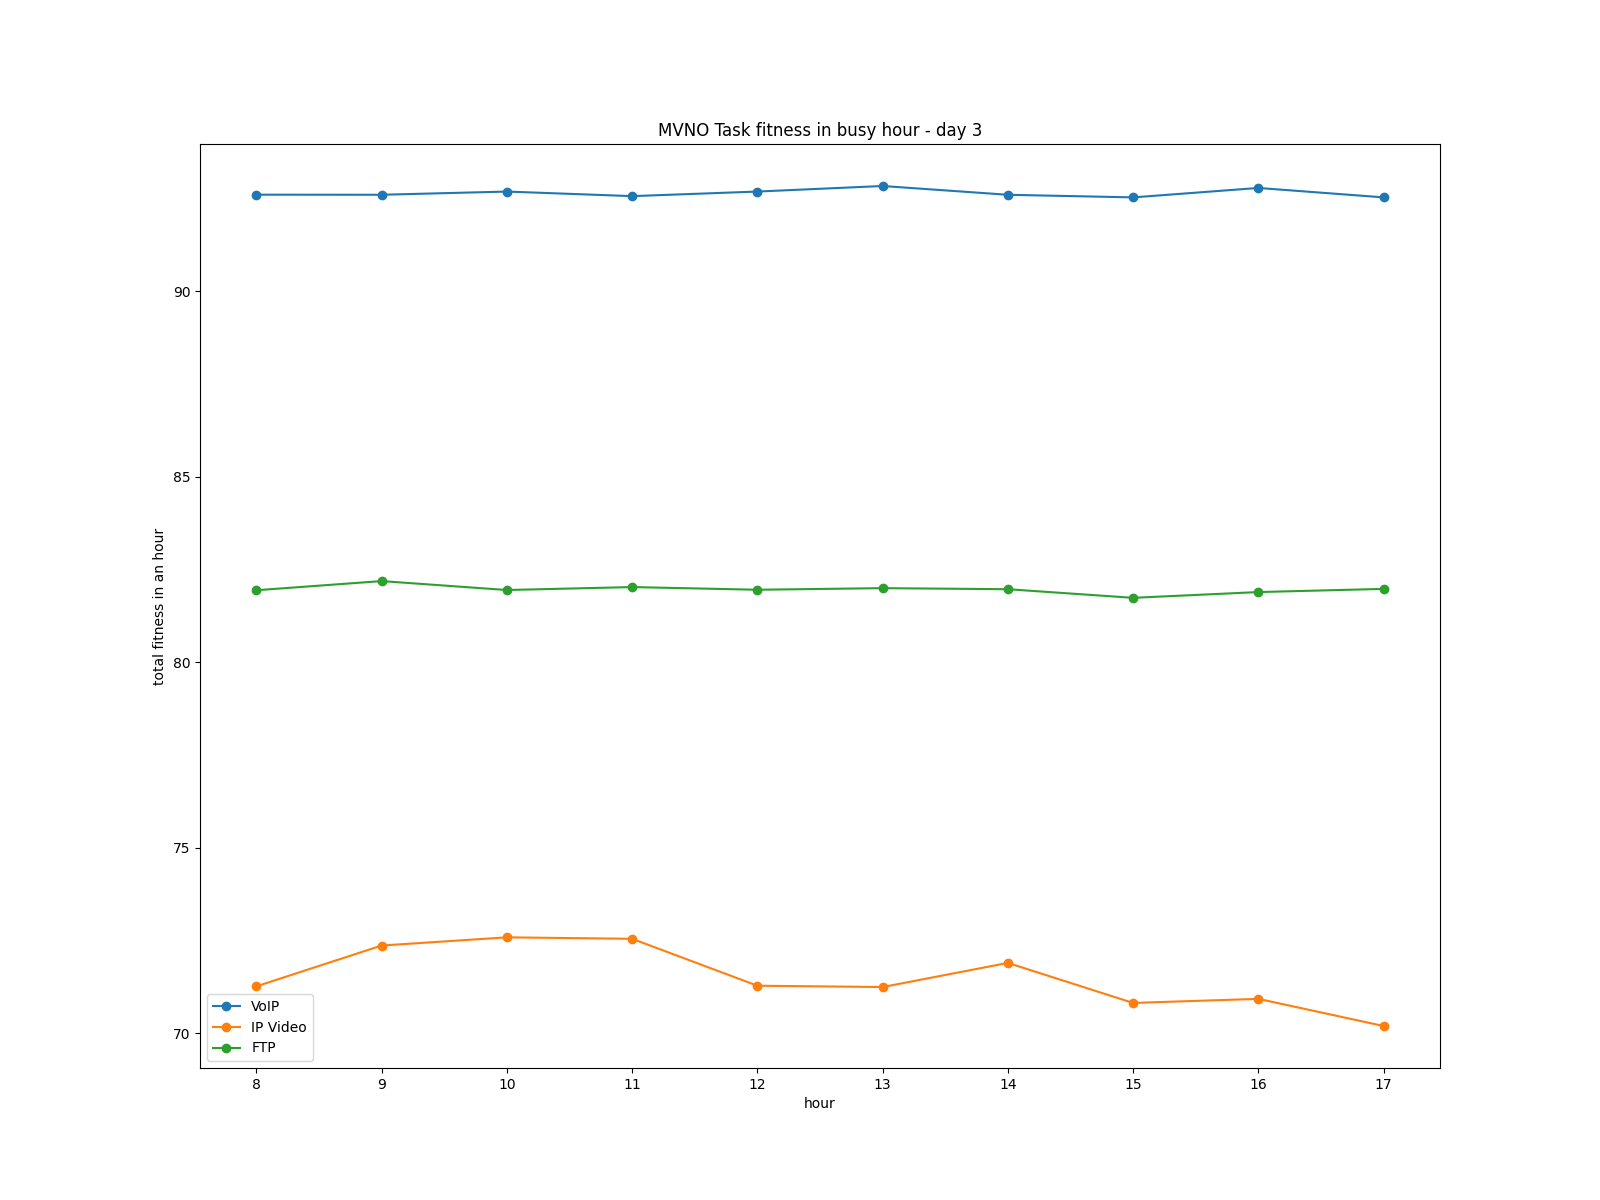 MVNO Task fitness in busy hour - day 3
total fitness in an hour
90
85
80
75
70
VoIP
IP Video
FTP
8 9 10 11 12 13 14 15 16 17
hour